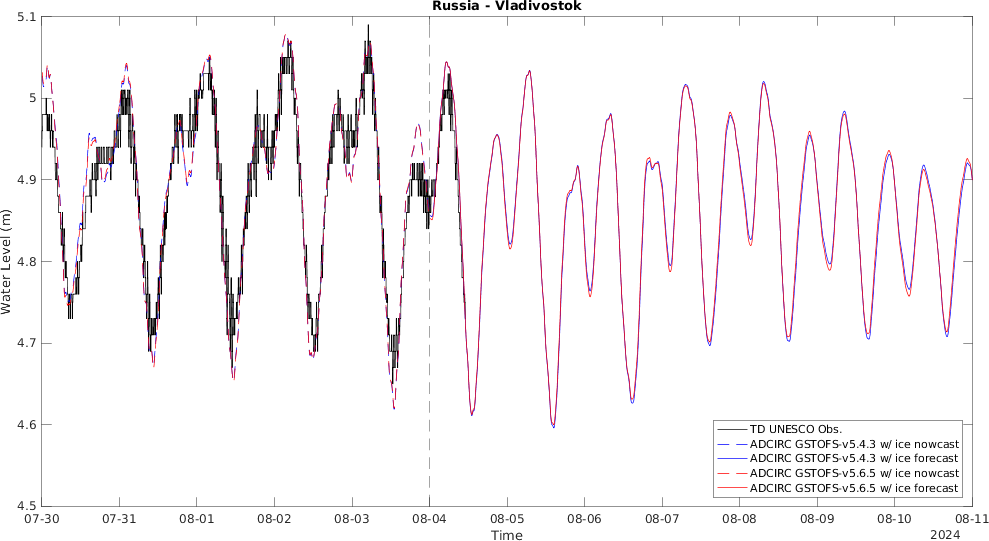 Russia - Vladivostok
5.1
5
4.9
4.8
4.7
4.6
4.5
Water Level (m)
TD UNESCO Obs.
ADCIRC GSTOFS-v5.4.3 w/ ice nowcast
ADCIRC GSTOFS-v5.4.3 w/ ice forecast
ADCIRC GSTOFS-v5.6.5 w/ ice nowcast
ADCIRC GSTOFS-v5.6.5 w/ ice forecast
07-30 07-31 08-01 08-02 08-03 08-04 08-05 08-06 08-07 08-08 08-09 08-10 08-11
Time 2024